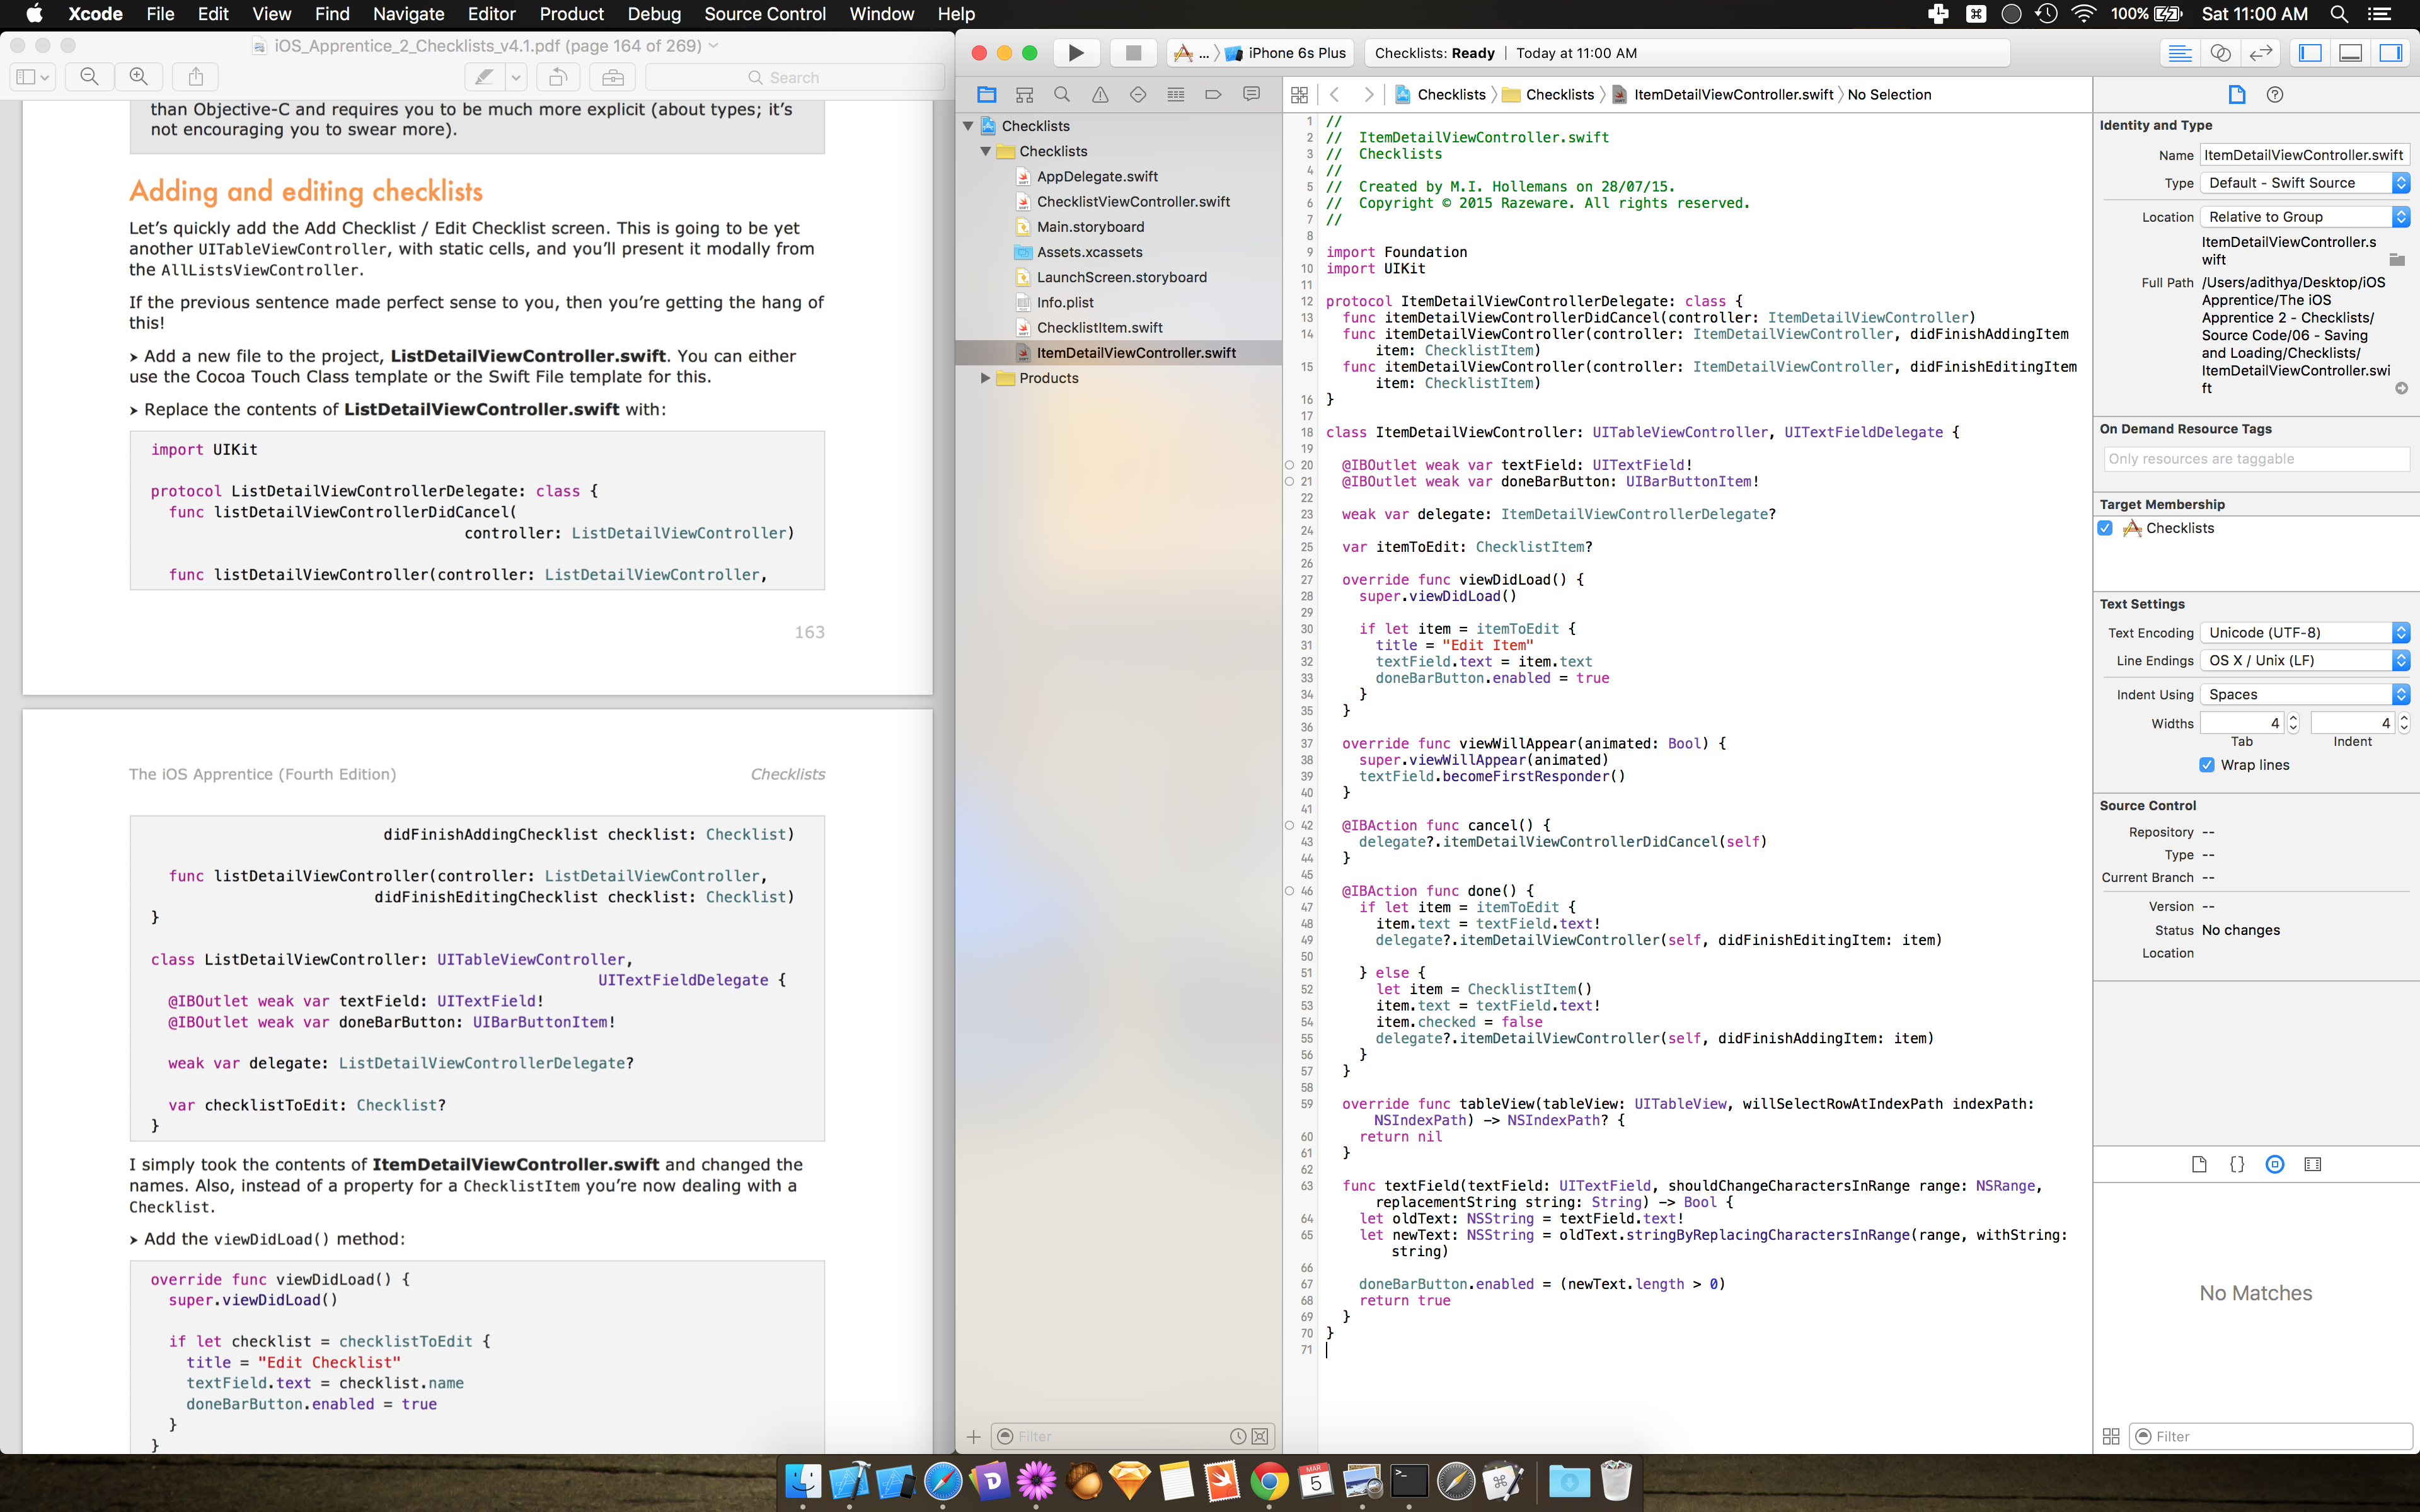 Xcode File Edit View Find Navigate Editor Product Debug Source Control Window Help
100% Sat 11:00 AM
iOS_Apprentice_2_Checklists_v4.1.pdf (page 164 of 269)
Search
than Objective-C and requires you to be much more explicit (about types; it's
not encouraging you to swear more).
Adding and editing checklists
Let's quickly add the Add Checklist / Edit Checklist screen. This is going to be yet
another UITableViewController, with static cells, and you'll present it modally from
the AllListsViewController.
If the previous sentence made perfect sense to you, then you're getting the hang of
this!
➤ Add a new file to the project, ListDetailViewController.swift. You can either
use the Cocoa Touch Class template or the Swift File template for this.
➤ Replace the contents of ListDetailViewController.swift with:
import UIKit
protocol ListDetailViewControllerDelegate: class {
func listDetailViewControllerDidCancel(
controller: ListDetailViewController)
func listDetailViewController(controller: ListDetailViewController,
163
The iOS Apprentice (Fourth Edition) Checklists
didFinishAddingChecklist checklist: Checklist)
func listDetailViewController(controller: ListDetailViewController,
didFinishEditingChecklist checklist: Checklist)
}
class ListDetailViewController: UITableViewController,
UITextFieldDelegate {
@IBOutlet weak var textField: UITextField!
@IBOutlet weak var doneBarButton: UIBarButtonItem!
weak var delegate: ListDetailViewControllerDelegate?
var checklistToEdit: Checklist?
}
I simply took the contents of ItemDetailViewController.swift and changed the
names. Also, instead of a property for a ChecklistItem you're now dealing with a
Checklist.
➤ Add the viewDidLoad() method:
override func viewDidLoad() {
super.viewDidLoad()
if let checklist = checklistToEdit {
title = "Edit Checklist"
textField.text = checklist.name
doneBarButton.enabled = true
}
}
... iPhone 6s Plus
Checklists: Ready | Today at 11:00 AM
Checklists
Checklists
AppDelegate.swift
ChecklistViewController.swift
Main.storyboard
Assets.xcassets
LaunchScreen.storyboard
Info.plist
ChecklistItem.swift
ItemDetailViewController.swift
Products
Filter
Checklists Checklists ItemDetailViewController.swift No Selection
1 //
2 // ItemDetailViewController.swift
3 // Checklists
4 //
5 // Created by M.I. Hollemans on 28/07/15.
6 // Copyright © 2015 Razeware. All rights reserved.
7 //
8
9 import Foundation
10 import UIKit
11
12 protocol ItemDetailViewControllerDelegate: class {
13 func itemDetailViewControllerDidCancel(controller: ItemDetailViewController)
14 func itemDetailViewController(controller: ItemDetailViewController, didFinishAddingItem
item: ChecklistItem)
15 func itemDetailViewController(controller: ItemDetailViewController, didFinishEditingItem
item: ChecklistItem)
16 }
17
18 class ItemDetailViewController: UITableViewController, UITextFieldDelegate {
19
20 @IBOutlet weak var textField: UITextField!
21 @IBOutlet weak var doneBarButton: UIBarButtonItem!
22
23 weak var delegate: ItemDetailViewControllerDelegate?
24
25 var itemToEdit: ChecklistItem?
26
27 override func viewDidLoad() {
28 super.viewDidLoad()
29
30 if let item = itemToEdit {
31 title = "Edit Item"
32 textField.text = item.text
33 doneBarButton.enabled = true
34 }
35 }
36
37 override func viewWillAppear(animated: Bool) {
38 super.viewWillAppear(animated)
39 textField.becomeFirstResponder()
40 }
41
42 @IBAction func cancel() {
43 delegate?.itemDetailViewControllerDidCancel(self)
44 }
45
46 @IBAction func done() {
47 if let item = itemToEdit {
48 item.text = textField.text!
49 delegate?.itemDetailViewController(self, didFinishEditingItem: item)
50
51 } else {
52 let item = ChecklistItem()
53 item.text = textField.text!
54 item.checked = false
55 delegate?.itemDetailViewController(self, didFinishAddingItem: item)
56 }
57 }
58
59 override func tableView(tableView: UITableView, willSelectRowAtIndexPath indexPath:
NSIndexPath) -> NSIndexPath? {
60 return nil
61 }
62
63 func textField(textField: UITextField, shouldChangeCharactersInRange range: NSRange,
replacementString string: String) -> Bool {
64 let oldText: NSString = textField.text!
65 let newText: NSString = oldText.stringByReplacingCharactersInRange(range, withString:
string)
66
67 doneBarButton.enabled = (newText.length > 0)
68 return true
69 }
70 }
71
Identity and Type
Name ItemDetailViewController.swift
Type Default - Swift Source
Location Relative to Group
ItemDetailViewController.s
wift
Full Path /Users/adithya/Desktop/iOS
Apprentice/The iOS
Apprentice 2 - Checklists/
Source Code/06 - Saving
and Loading/Checklists/
ItemDetailViewController.swi
ft
On Demand Resource Tags
Only resources are taggable
Target Membership
Checklists
Text Settings
Text Encoding Unicode (UTF-8)
Line Endings OS X / Unix (LF)
Indent Using Spaces
Widths 4 4
Tab Indent
Wrap lines
Source Control
Repository --
Type --
Current Branch --
Version --
Status No changes
Location
No Matches
Filter
MAR
5